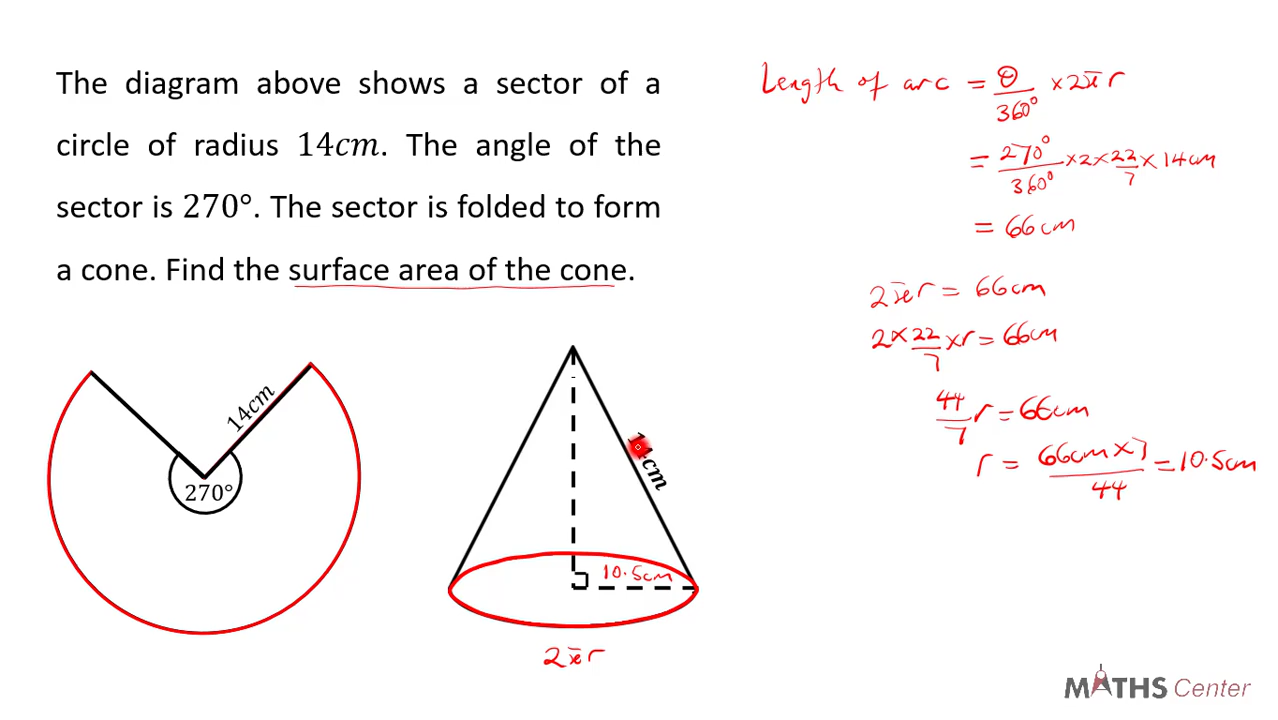 The diagram above shows a sector of a
circle of radius 14cm. The angle of the
sector is 270°. The sector is folded to form
a cone. Find the surface area of the cone.
Length of arc = θ/360° × 2πr
= 270°/360° × 2 × 22/7 × 14cm
= 66cm
2πr = 66cm
2 × 22/7 × r = 66cm
44/7 r = 66cm
r = 66cm × 7/44 = 10.5cm
14cm
270°
14cm
10.5cm
2πr
MATHS Center